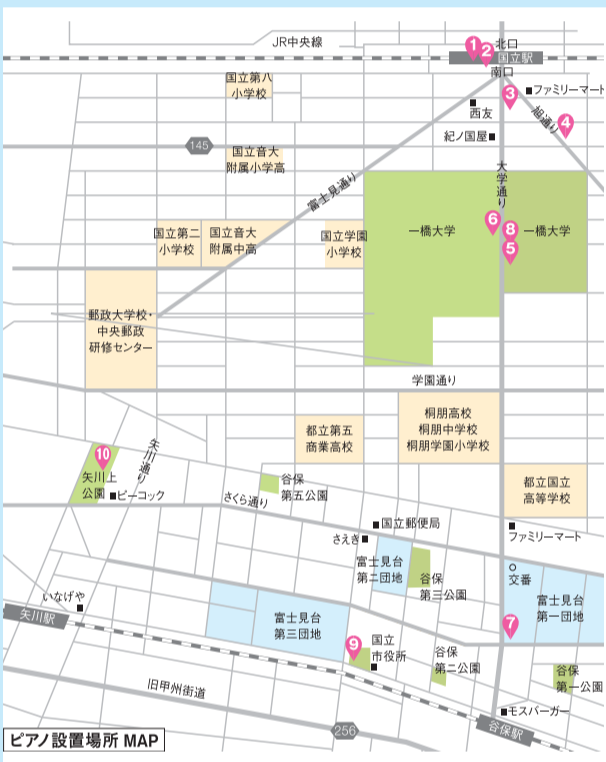 JR中央線
1
2
北口
国立駅
南口
国立第八
小学校
3
ファミリーマート
西友
旭通り
4
紀ノ国屋
145
国立音大
附属小学高
富士見通り
大学通り
国立第二
小学校
国立音大
附属中高
国立学園
小学校
一橋大学
6
8
5
一橋大学
郵政大学校・
中央郵政
研修センター
学園通り
都立第五
商業高校
桐朋高校
桐朋中学校
桐朋学園小学校
10
矢川通り
矢川上
公園
ピーコック
谷保
第五公園
さくら通り
都立国立
高等学校
国立郵便局
さえき
ファミリーマート
富士見台
第二団地
谷保
第三公園
交番
富士見台
第一団地
いなげや
矢川駅
富士見台
第三団地
7
9
国立
市役所
谷保
第二公園
谷保
第一公園
旧甲州街道
モスバーガー
谷保駅
256
ピアノ設置場所 MAP